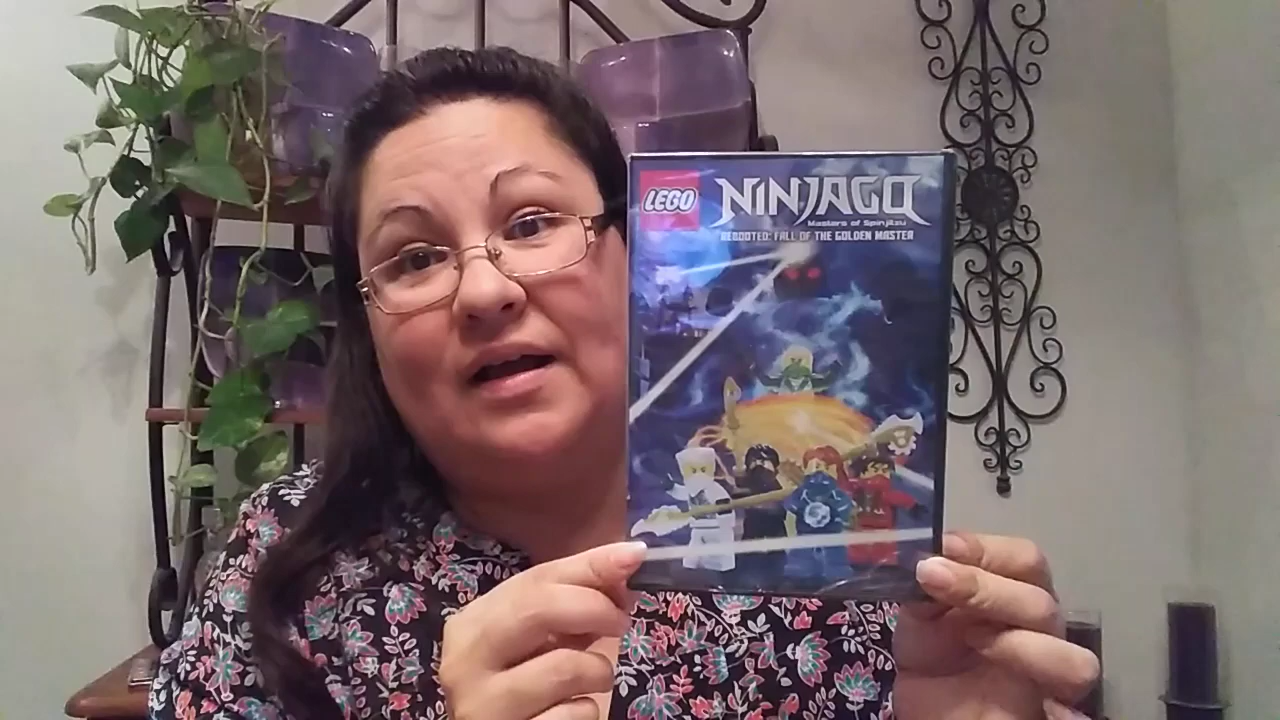 LEGO
NINJAGO
Masters of Spinjitzu
REBOOTED: FALL OF THE GOLDEN MASTER